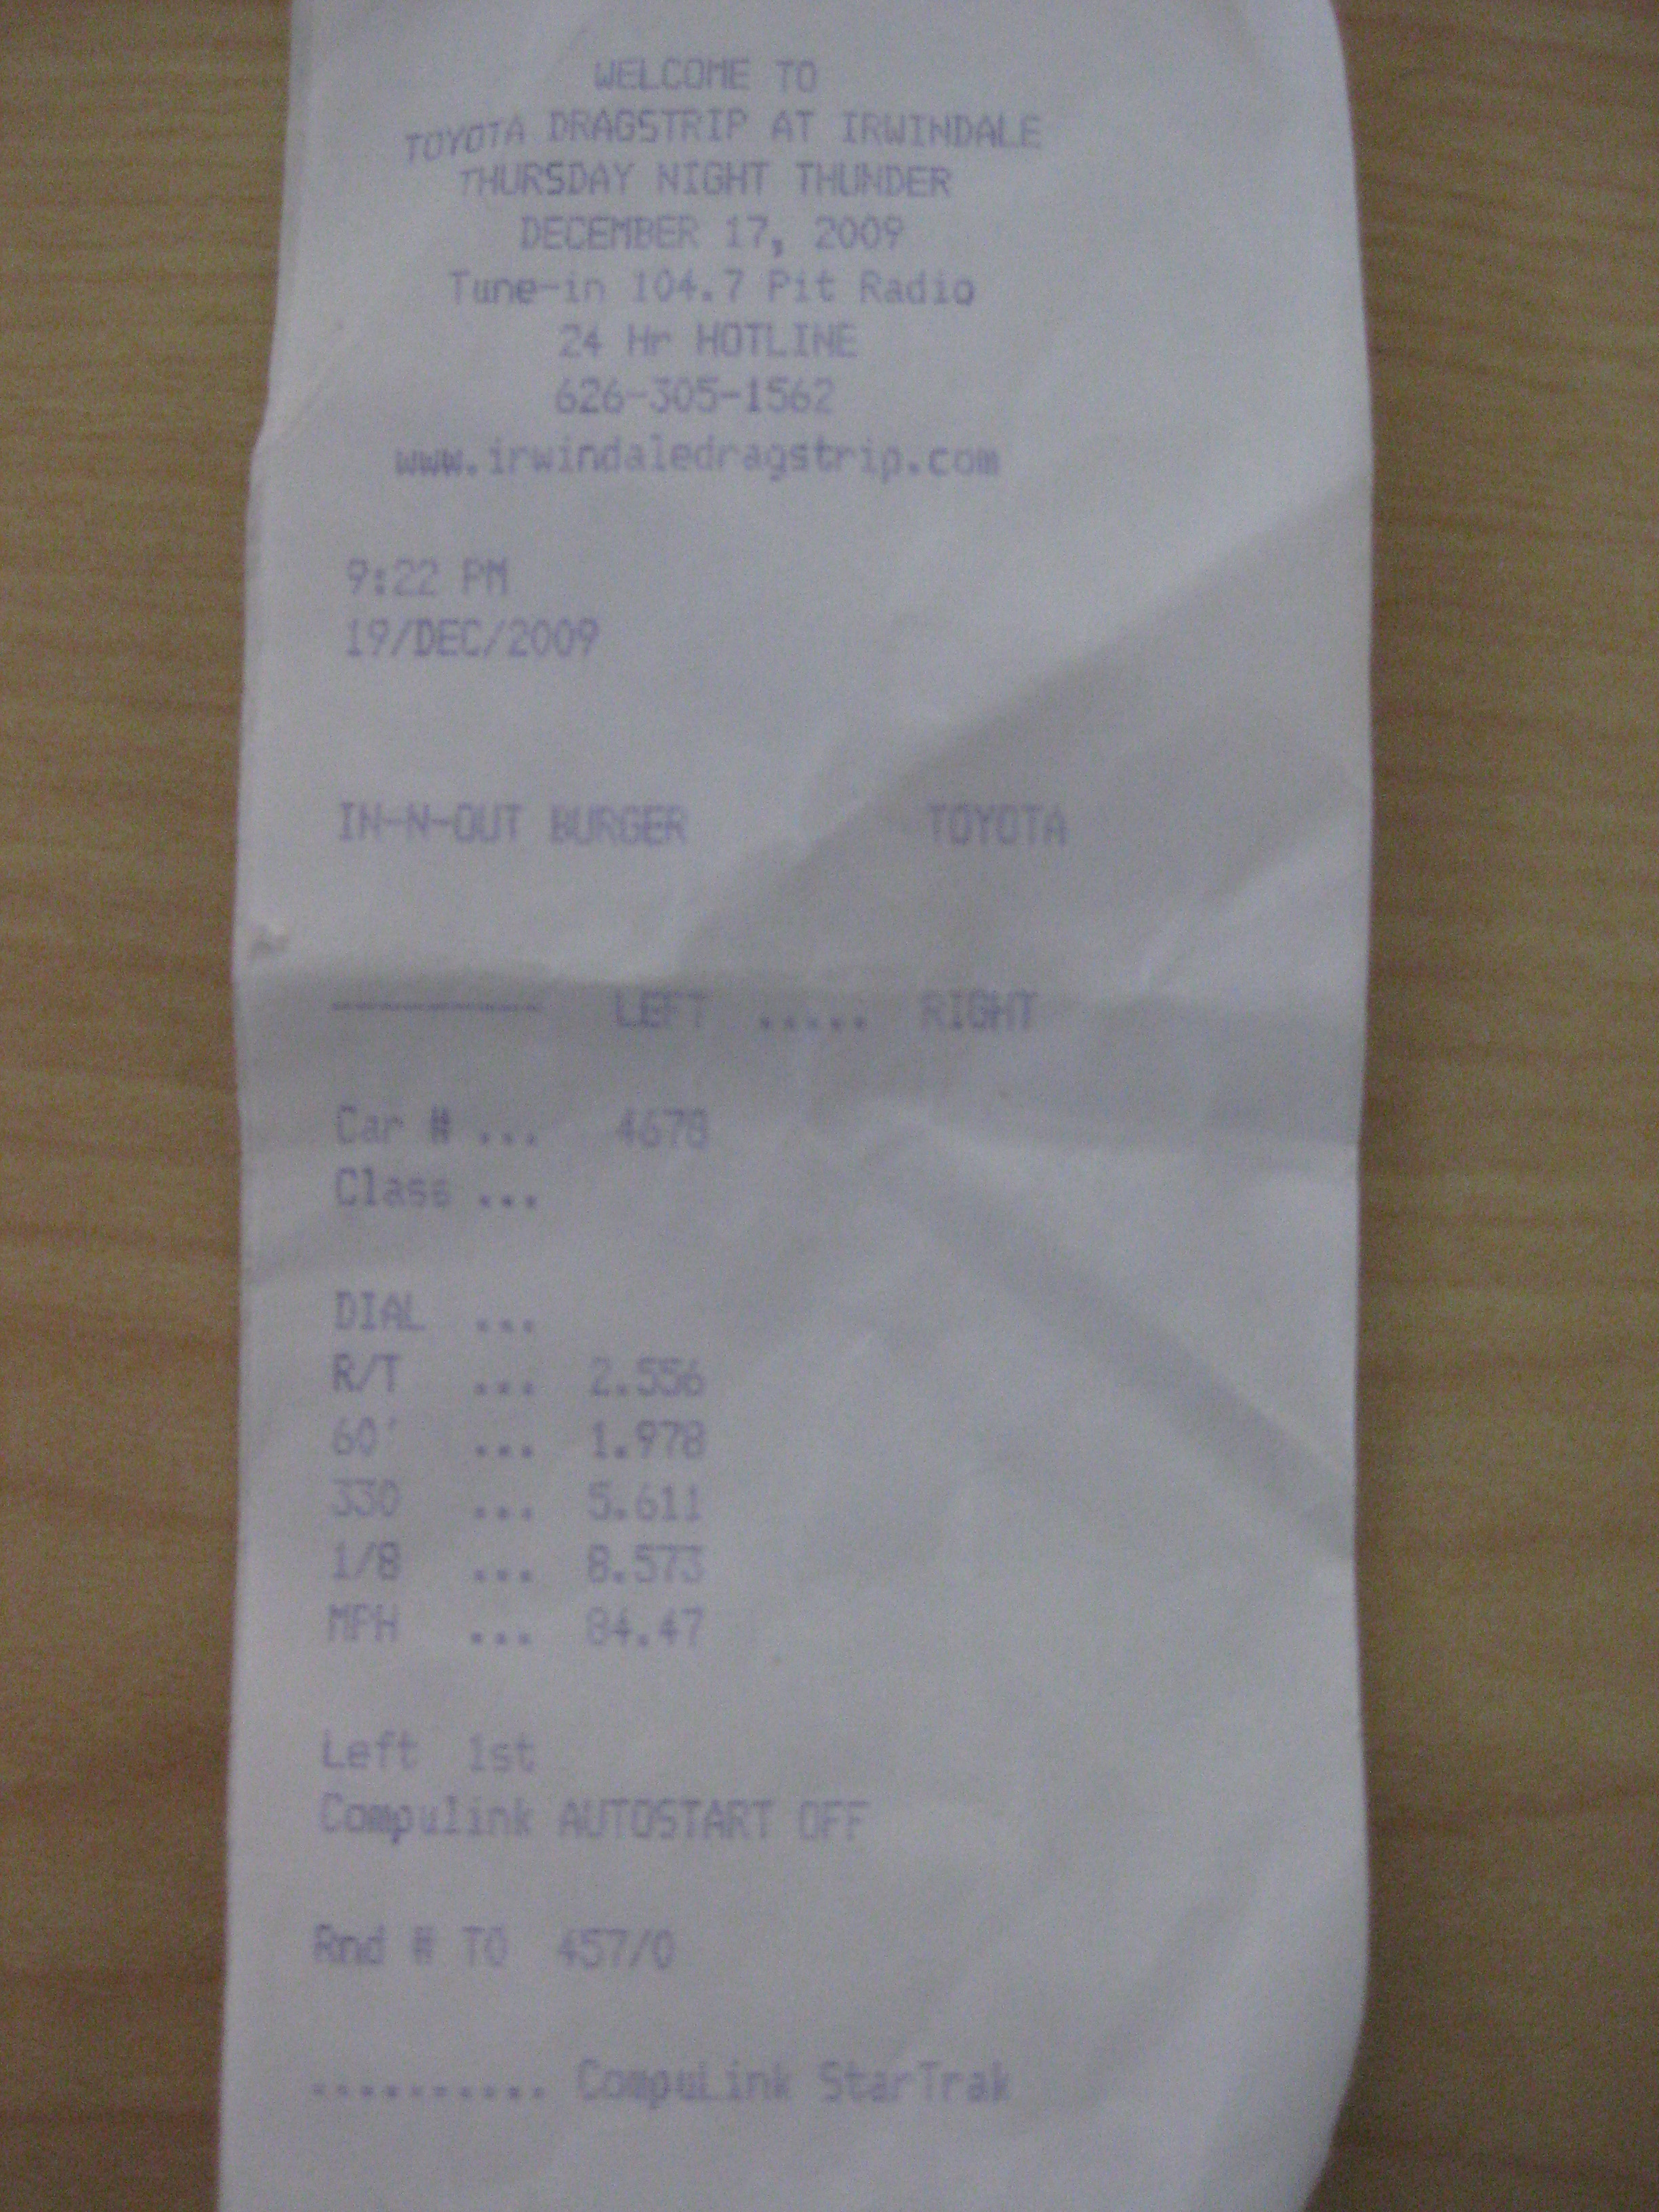 WELCOME TO
TOYOTA DRAGSTRIP AT IRWINDALE
THURSDAY NIGHT THUNDER
DECEMBER 17, 2009
Tune-in 104.7 Pit Radio
24 Hr HOTLINE
626-305-1562
www.irwindaledragstrip.com
9:22 PM
19/DEC/2009
IN-N-OUT BURGER TOYOTA
--------- LEFT ..... RIGHT
Car # ... 4678
Class ...
DIAL ...
R/T ... 2.556
60' ... 1.978
330 ... 5.611
1/8 ... 8.573
MPH ... 84.47
Left 1st
Compulink AUTOSTART OFF
Rnd # TO 457/0
.......... CompuLink StarTrak